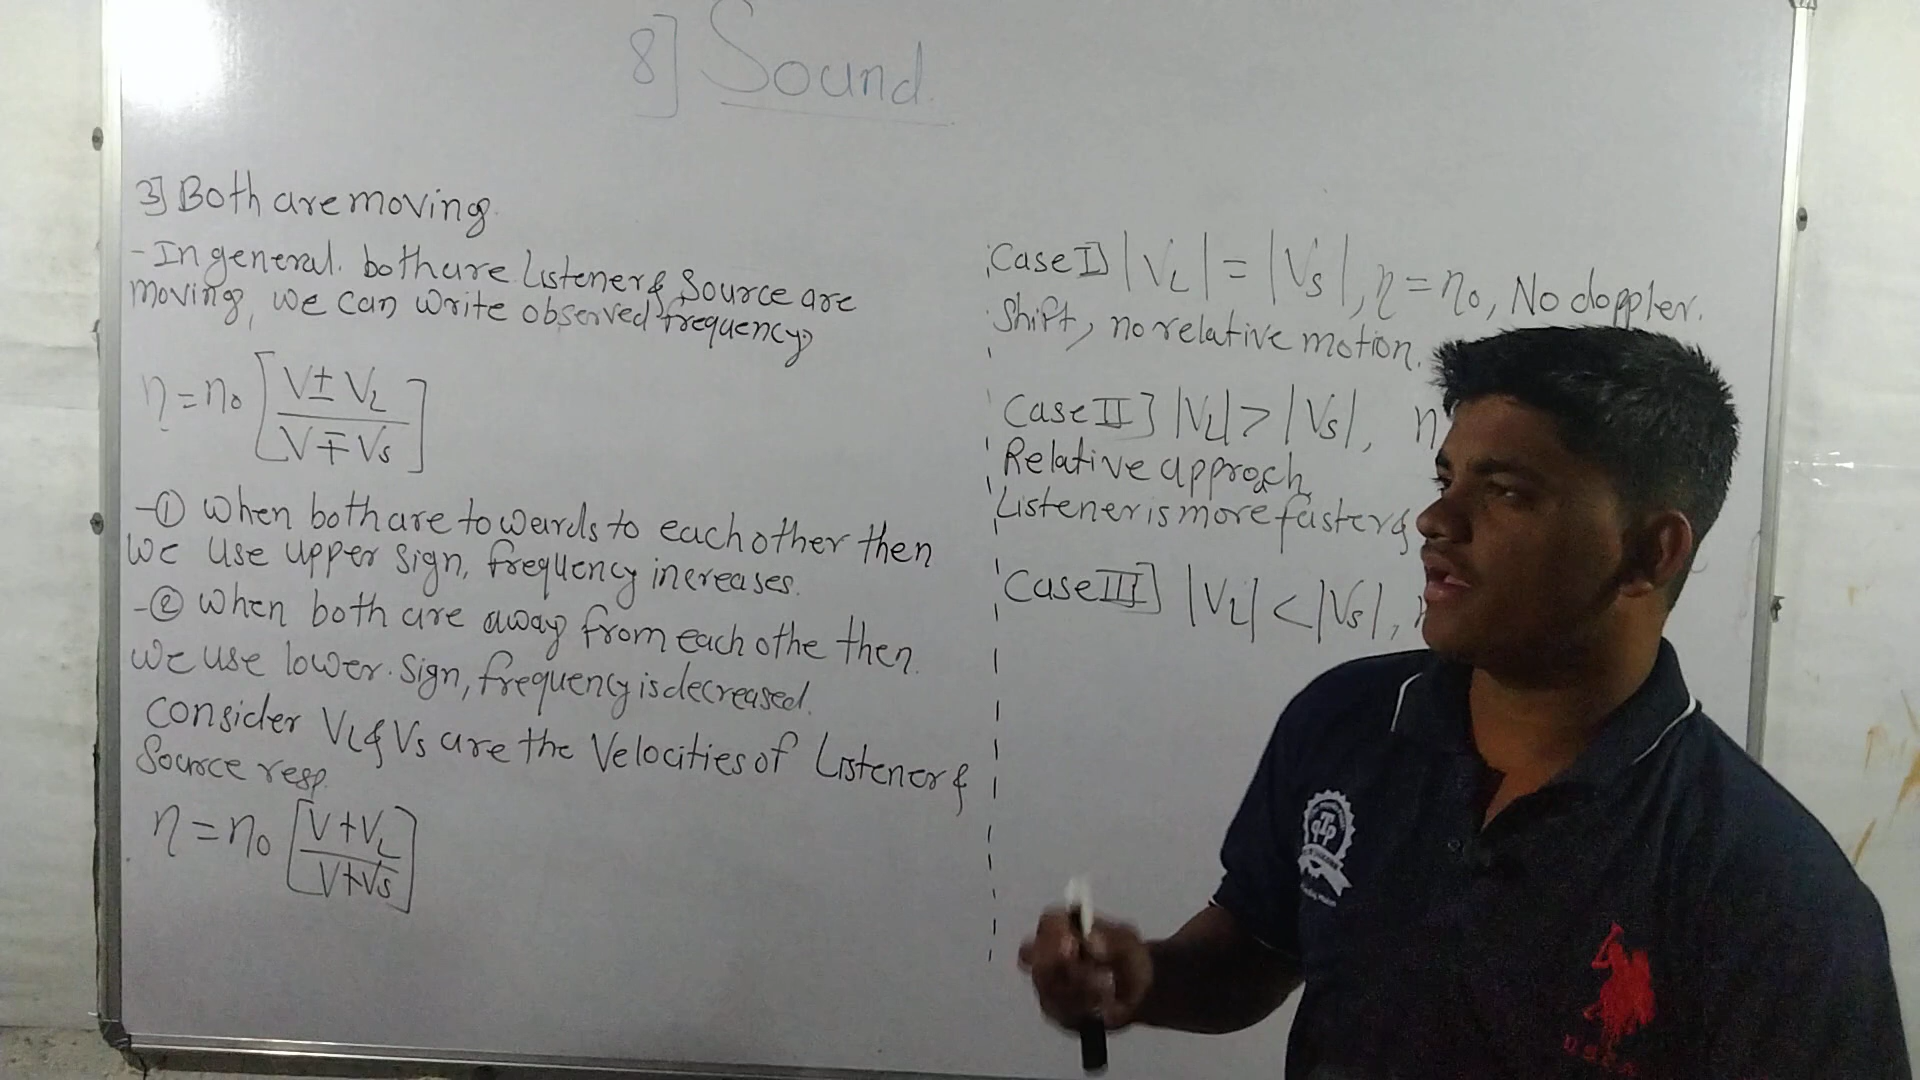 8] Sound
3] Both are moving
- In general. both are Listener & Source are
moving, we can write observed frequency
n = n₀ [V ± V_L / V ∓ V_S]
-① When both are towards to each other then
we use upper sign, frequency increases.
-② When both are away from each othe then.
we use lower sign, frequency is decreased.
Consider V_L & V_S are the Velocities of Listener &
Source resp.
n = n₀ [V + V_L / V + V_S]
Case I] |V_L| = |V_S|, n = n₀, No doppler.
Shift, no relative motion.
Case II] |V_L| > |V_S|, n
Relative approach,
Listener is more faster &
Case III] |V_L| < |V_S|,